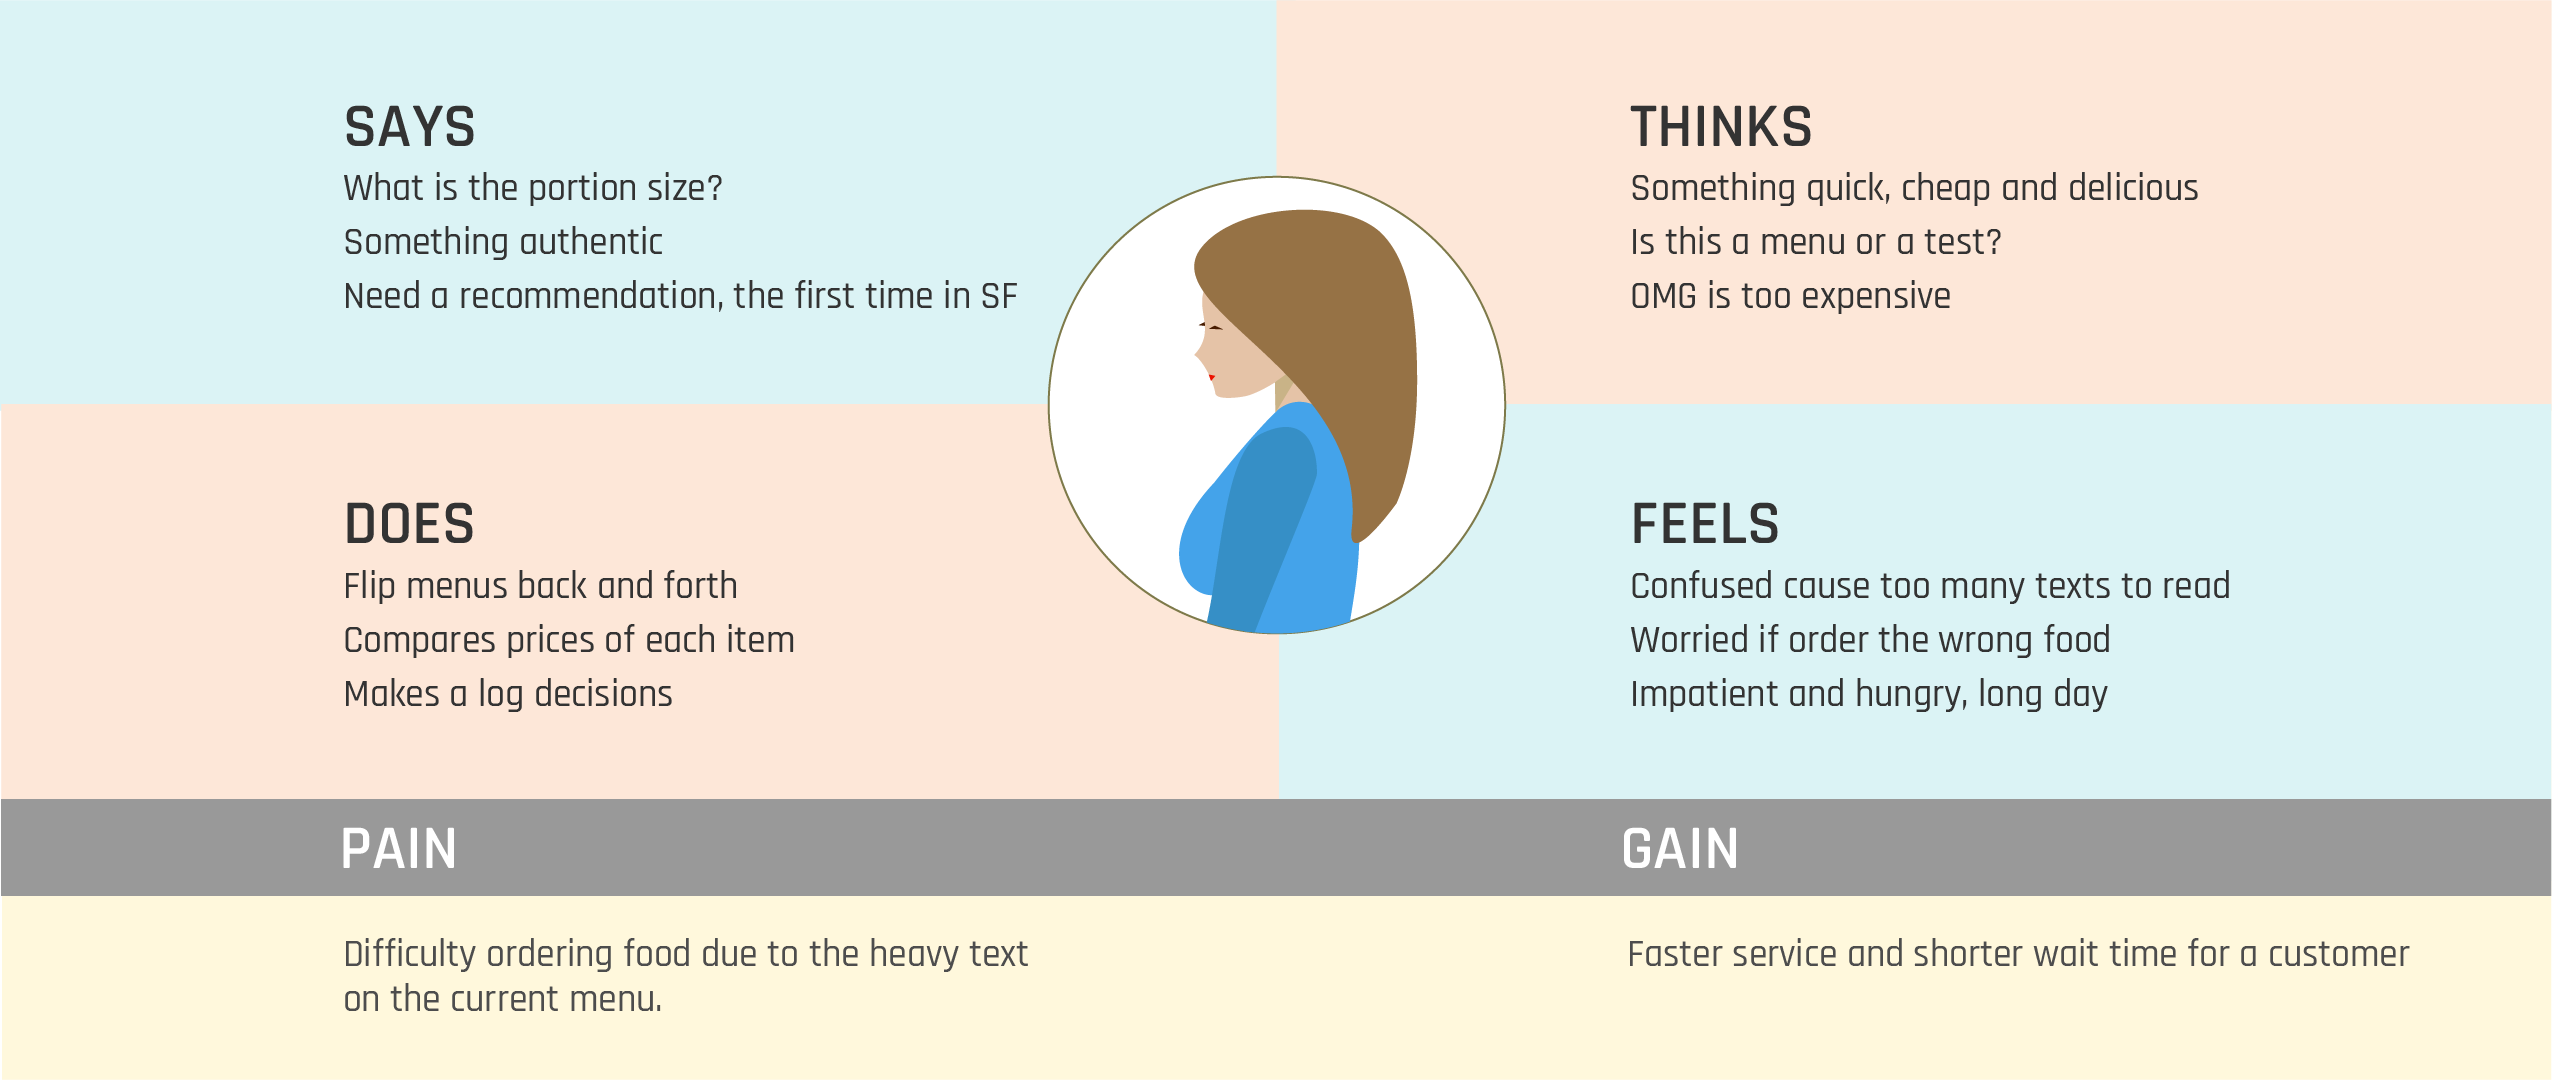 SAYS
What is the portion size?
Something authentic
Need a recommendation, the first time in SF
THINKS
Something quick, cheap and delicious
Is this a menu or a test?
OMG is too expensive
DOES
Flip menus back and forth
Compares prices of each item
Makes a log decisions
FEELS
Confused cause too many texts to read
Worried if order the wrong food
Impatient and hungry, long day
PAIN
Difficulty ordering food due to the heavy text
on the current menu.
GAIN
Faster service and shorter wait time for a customer